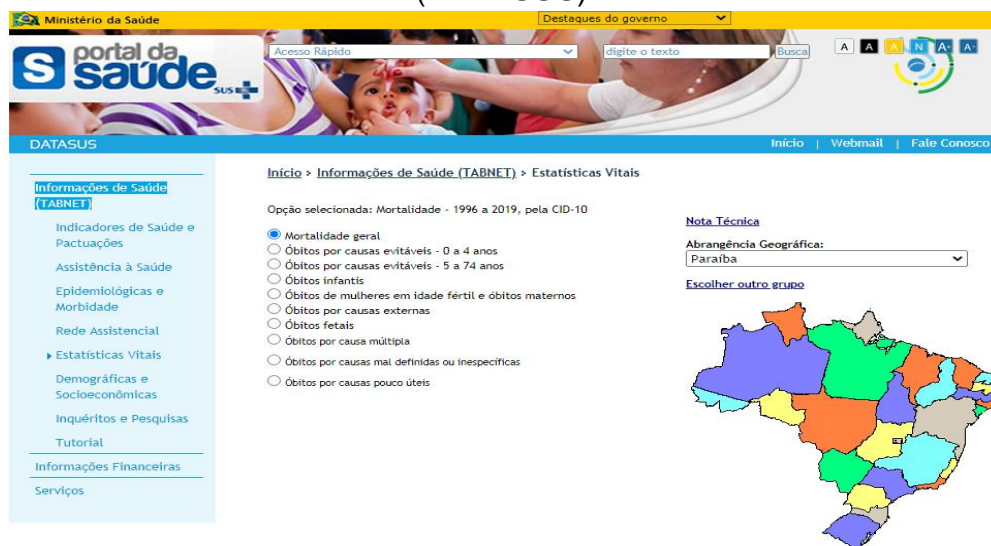 Ministério da Saúde
Destaques do governo
portal da saúde
SUS
Acesso Rápido
digite o texto
Busca
A A A N A+ A-
DATASUS
Início | Webmail | Fale Conosco
Informações de Saúde
(TABNET)
Indicadores de Saúde e
Pactuações
Assistência à Saúde
Epidemiológicas e
Morbidade
Rede Assistencial
Estatísticas Vitais
Demográficas e
Socioeconômicas
Inquéritos e Pesquisas
Tutorial
Informações Financeiras
Serviços
Início > Informações de Saúde (TABNET) > Estatísticas Vitais
Opção selecionada: Mortalidade - 1996 a 2019, pela CID-10
Mortalidade geral
Óbitos por causas evitáveis - 0 a 4 anos
Óbitos por causas evitáveis - 5 a 74 anos
Óbitos infantis
Óbitos de mulheres em idade fértil e óbitos maternos
Óbitos por causas externas
Óbitos fetais
Óbitos por causa múltipla
Óbitos por causas mal definidas ou inespecíficas
Óbitos por causas pouco úteis
Nota Técnica
Abrangência Geográfica:
Paraíba
Escolher outro grupo